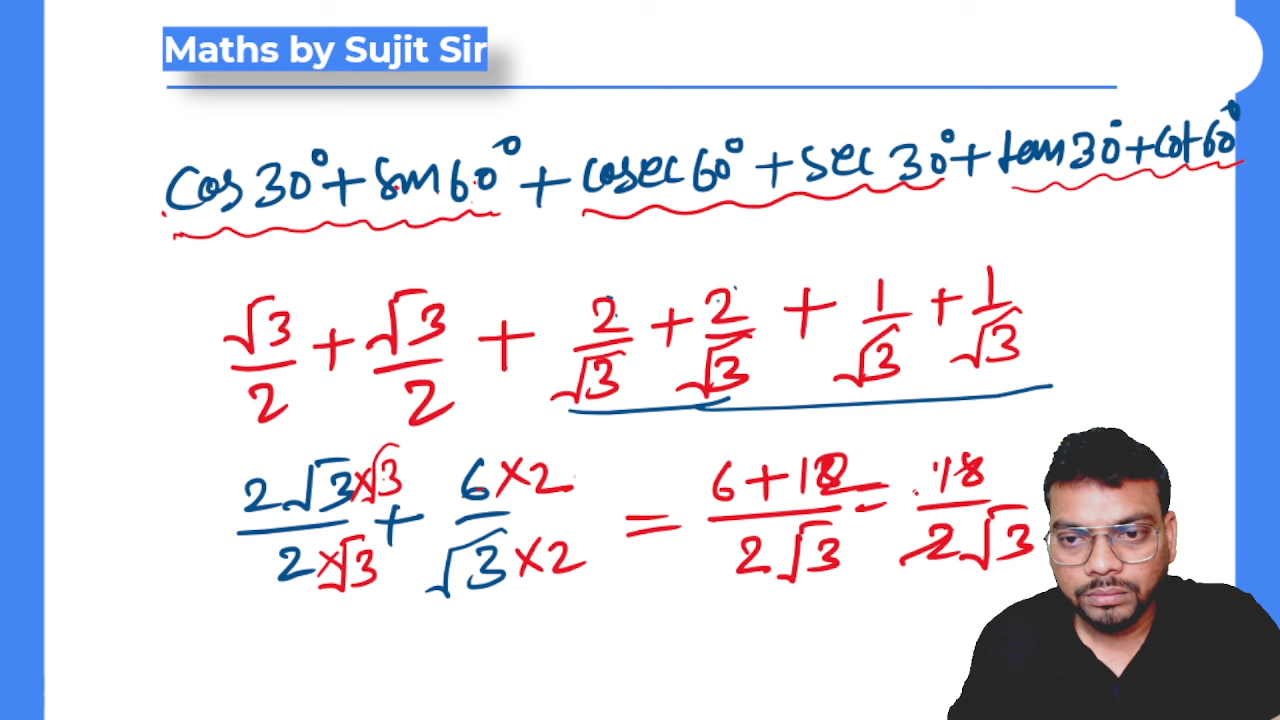 Maths by Sujit Sir
cos 30° + sin 60° + cosec 60° + sec 30° + tan 30° + cot 60°
√3/2 + √3/2 + 2/√3 + 2/√3 + 1/√3 + 1/√3
2√3×√3/2×√3 + 6×2/√3×2 = 6+12/2√3 = 18/2√3